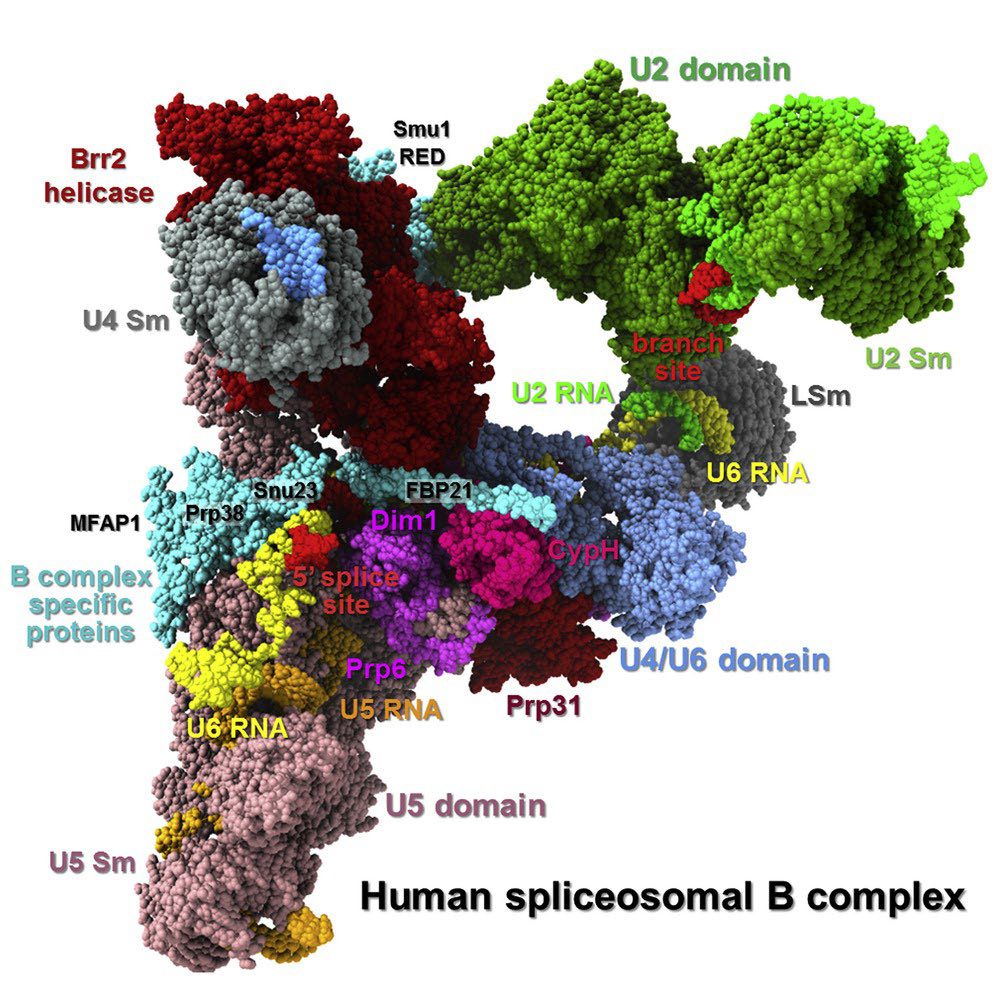 U2 domain
Smu1
RED
Brr2
helicase
U4 Sm
branch
site
U2 Sm
U2 RNA
LSm
U6 RNA
Snu23
FBP21
MFAP1
Prp38
Dim1
CypH
B complex
specific
proteins
5' splice
site
Prp6
U4/U6 domain
U5 RNA
Prp31
U6 RNA
U5 domain
U5 Sm
Human spliceosomal B complex